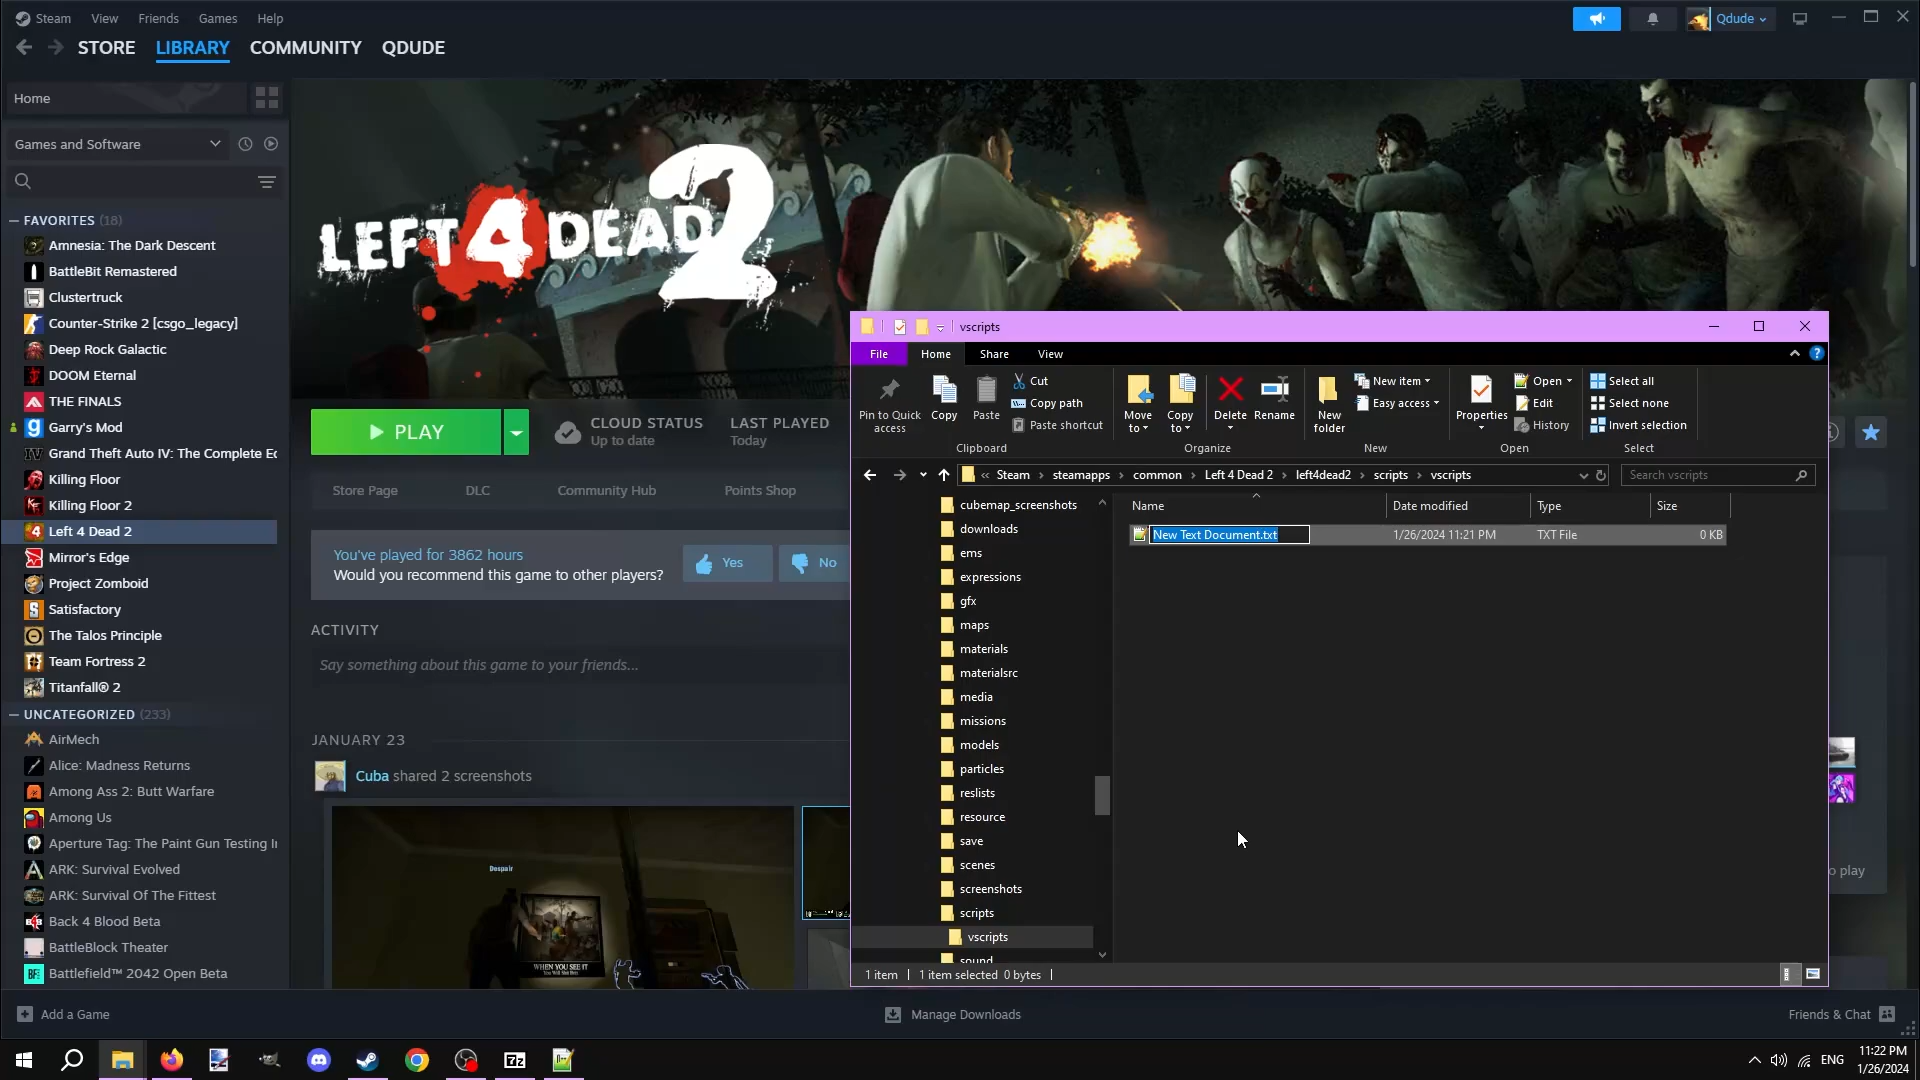 Steam View Friends Games Help
Qdude
STORE LIBRARY COMMUNITY QDUDE
Home
Games and Software
FAVORITES (18)
Amnesia: The Dark Descent
BattleBit Remastered
Clustertruck
Counter-Strike 2 [csgo_legacy]
Deep Rock Galactic
DOOM Eternal
THE FINALS
Garry's Mod
Grand Theft Auto IV: The Complete Ec
Killing Floor
Killing Floor 2
Left 4 Dead 2
Mirror's Edge
Project Zomboid
Satisfactory
The Talos Principle
Team Fortress 2
Titanfall® 2
UNCATEGORIZED (233)
AirMech
Alice: Madness Returns
Among Ass 2: Butt Warfare
Among Us
Aperture Tag: The Paint Gun Testing In
ARK: Survival Evolved
ARK: Survival Of The Fittest
Back 4 Blood Beta
BattleBlock Theater
Battlefield™ 2042 Open Beta
LEFT 4 DEAD 2
PLAY
CLOUD STATUS
Up to date
LAST PLAYED
Today
Store Page DLC Community Hub Points Shop
You've played for 3862 hours
Would you recommend this game to other players?
Yes No
ACTIVITY
Say something about this game to your friends...
JANUARY 23
Cuba shared 2 screenshots
Despair
WHEN YOU SEE IT
o play
vscripts
File Home Share View
Pin to Quick access
Copy
Paste
Cut
Copy path
Paste shortcut
Clipboard
Move to
Copy to
Delete
Rename
Organize
New folder
New item
Easy access
New
Properties
Open
Edit
History
Open
Select all
Select none
Invert selection
Select
« Steam › steamapps › common › Left 4 Dead 2 › left4dead2 › scripts › vscripts
Search vscripts
Name Date modified Type Size
New Text Document.txt 1/26/2024 11:21 PM TXT File 0 KB
cubemap_screenshots
downloads
ems
expressions
gfx
maps
materials
materialsrc
media
missions
models
particles
reslists
resource
save
scenes
screenshots
scripts
vscripts
sound
1 item 1 item selected 0 bytes
Add a Game
Manage Downloads
Friends & Chat
ENG
11:22 PM
1/26/2024